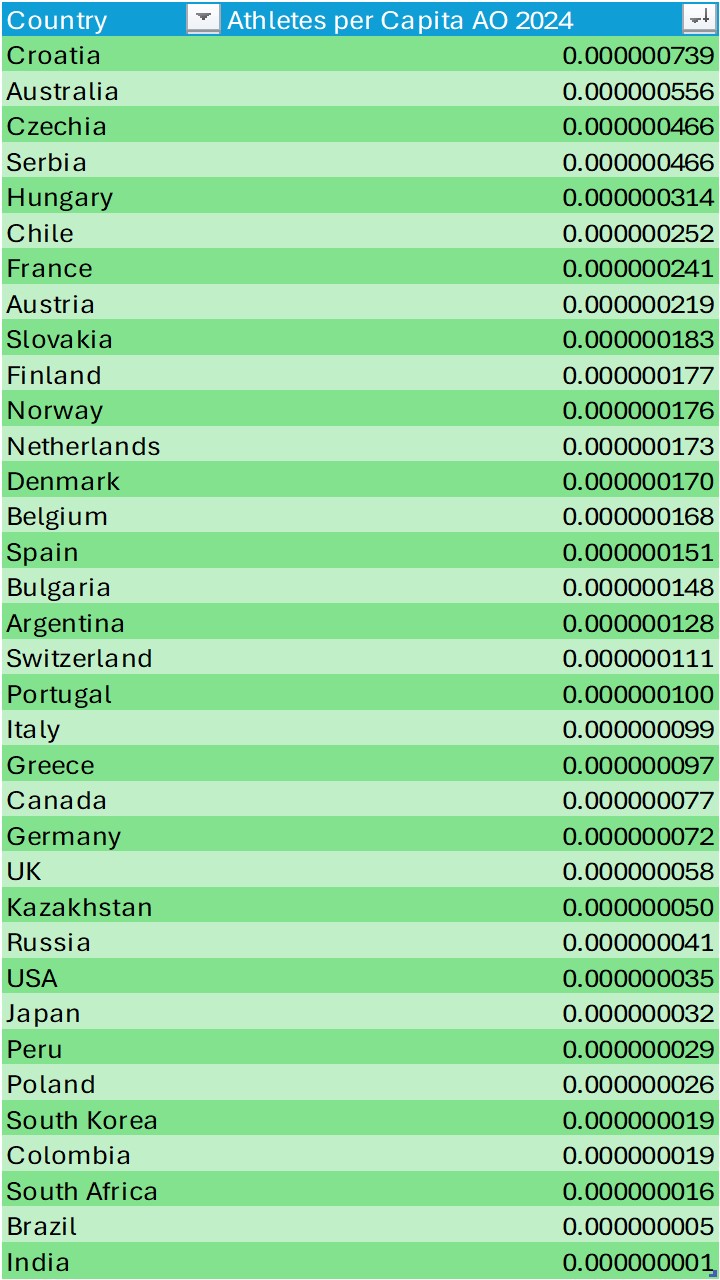 Country Athletes per Capita AO 2024
Croatia 0.000000739
Australia 0.000000556
Czechia 0.000000466
Serbia 0.000000466
Hungary 0.000000314
Chile 0.000000252
France 0.000000241
Austria 0.000000219
Slovakia 0.000000183
Finland 0.000000177
Norway 0.000000176
Netherlands 0.000000173
Denmark 0.000000170
Belgium 0.000000168
Spain 0.000000151
Bulgaria 0.000000148
Argentina 0.000000128
Switzerland 0.000000111
Portugal 0.000000100
Italy 0.000000099
Greece 0.000000097
Canada 0.000000077
Germany 0.000000072
UK 0.000000058
Kazakhstan 0.000000050
Russia 0.000000041
USA 0.000000035
Japan 0.000000032
Peru 0.000000029
Poland 0.000000026
South Korea 0.000000019
Colombia 0.000000019
South Africa 0.000000016
Brazil 0.000000005
India 0.000000001